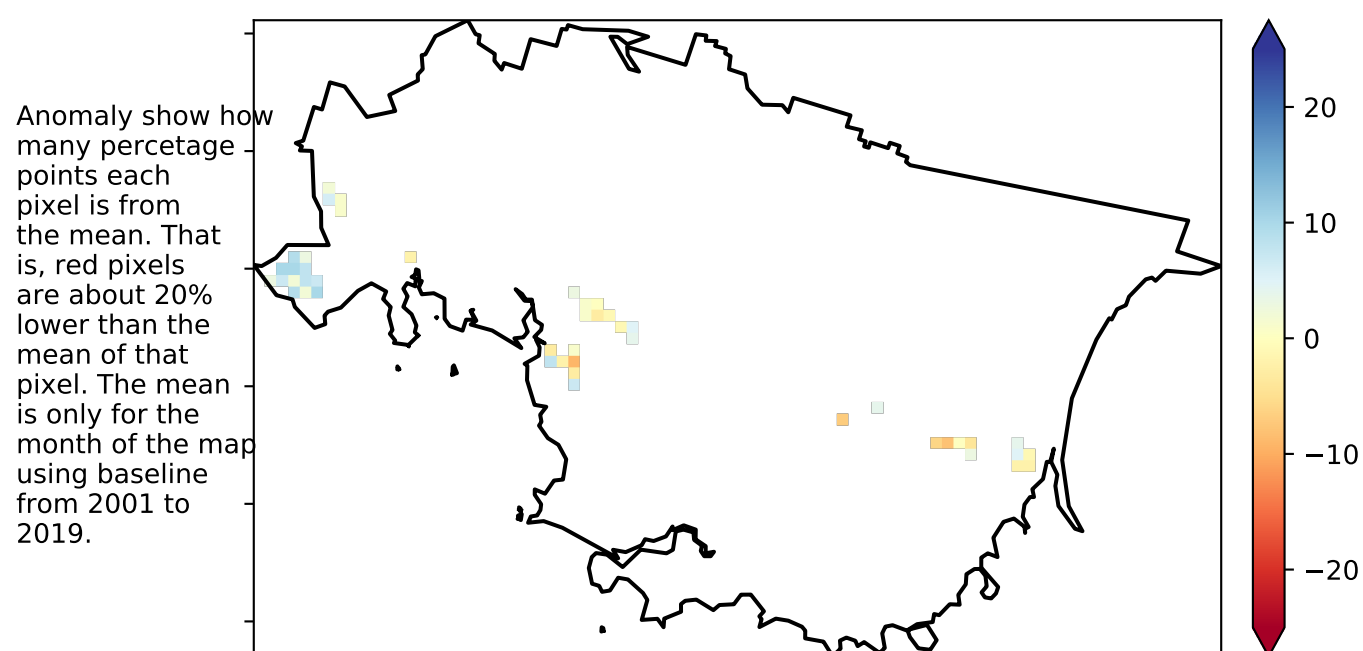 Anomaly show how
many percetage
points each
pixel is from
the mean. That
is, red pixels
are about 20%
lower than the
mean of that
pixel. The mean
is only for the
month of the map
using baseline
from 2001 to
2019.
20
10
0
−10
−20